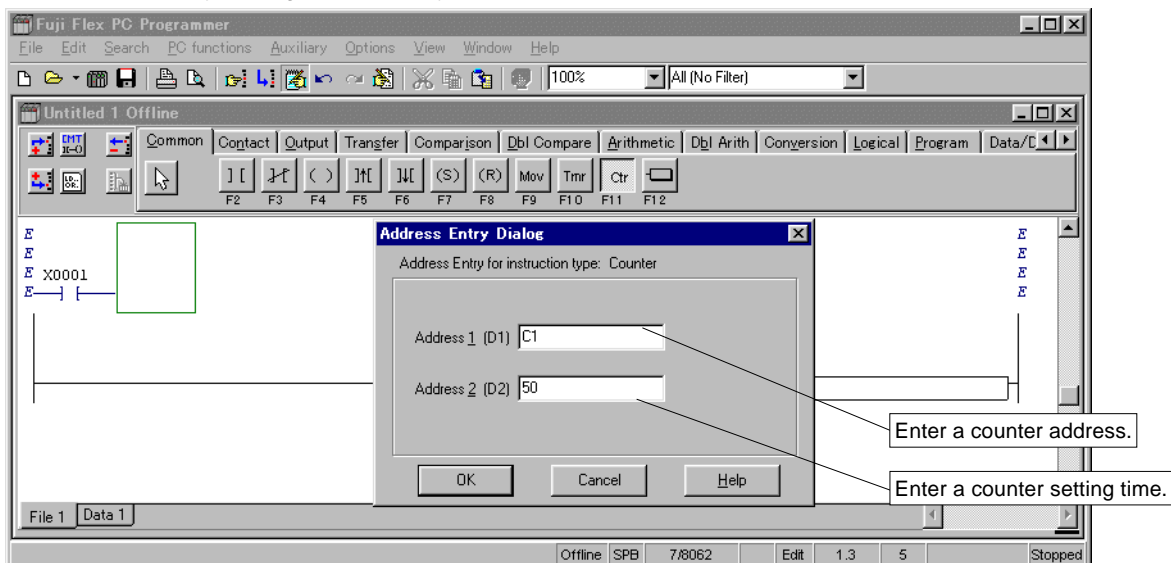 Fuji Flex PC Programmer
File Edit Search PC functions Auxiliary Options View Window Help
100% All (No Filter)
Untitled 1 Offline
CMT Common Contact Output Transfer Comparison Dbl Compare Arithmetic Dbl Arith Conversion Logical Program Data/D
LD. OR. ] [ ( ) (S) (R) Mov Tmr Ctr
F2 F3 F4 F5 F6 F7 F8 F9 F10 F11 F12
Address Entry Dialog
Address Entry for instruction type: Counter
E E
E E
E X0001 E
E E
Address 1 (D1) C1
Address 2 (D2) 50
Enter a counter address.
OK Cancel Help
Enter a counter setting time.
File 1 Data 1
Offline SPB 7/8062 Edit 1.3 5 Stopped